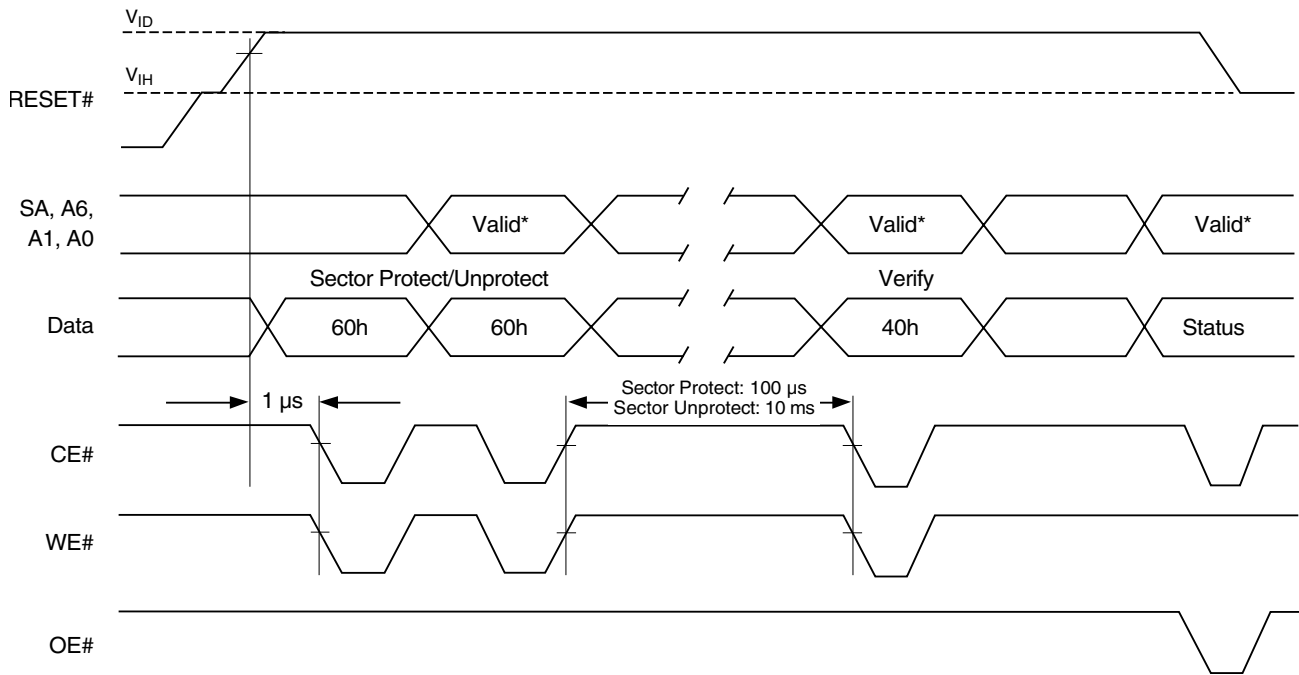 VID
VIH
RESET#
SA, A6,
A1, A0
Valid*
Valid*
Valid*
Sector Protect/Unprotect
Verify
Data
60h
60h
40h
Status
1 µs
Sector Protect: 100 µs
Sector Unprotect: 10 ms
CE#
WE#
OE#